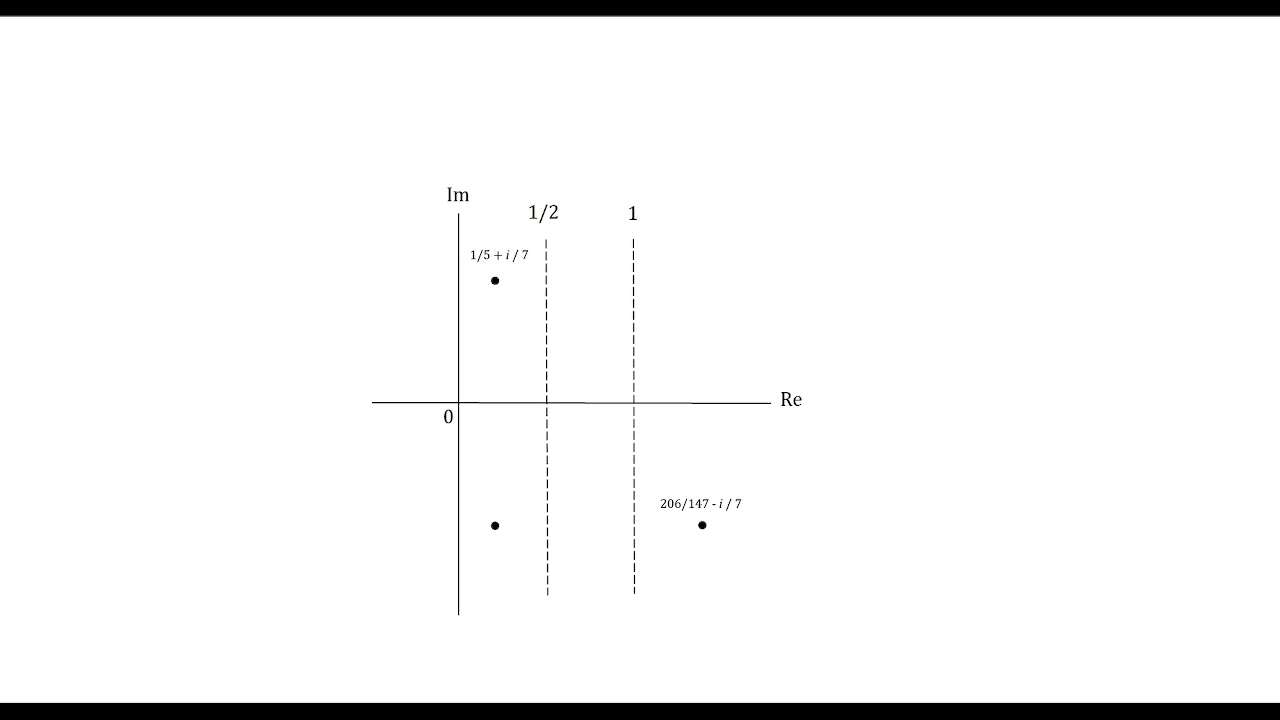 Im
1/2
1
1/5 + i / 7
Re
0
206/147 - i / 7